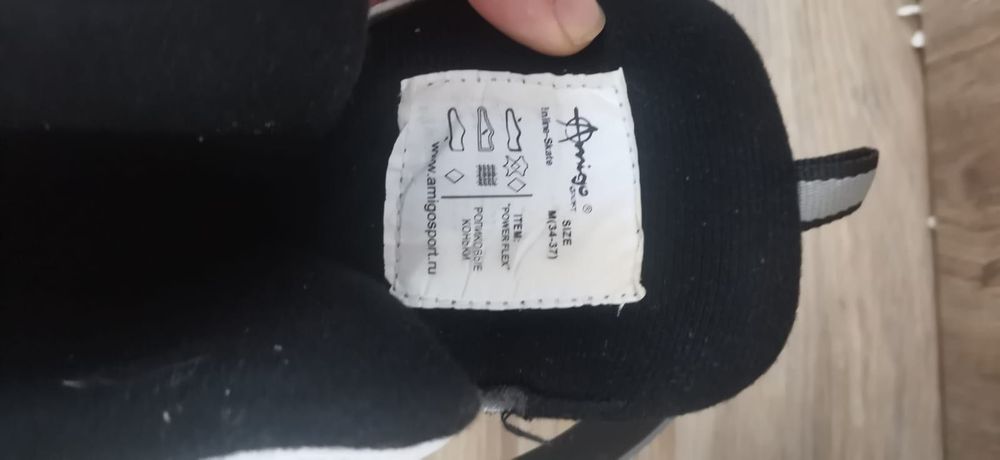 Amigo ®
SPORT
Inline-Skate
SIZE
M(34-37)
ITEM:
"POWER FLEX"
РОЛИКОВЫЕ
КОНЬКИ
www.amigosport.ru